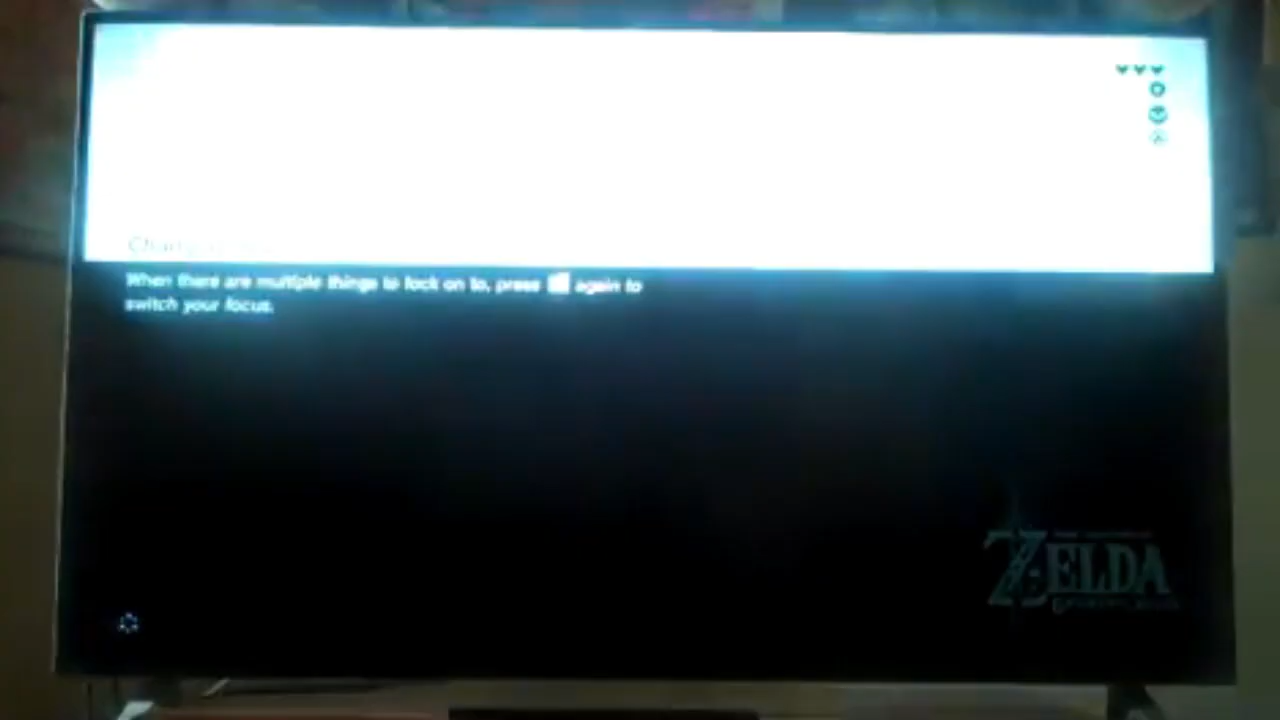 When there are multiple things to lock on to, press again to
switch your focus.
ZELDA